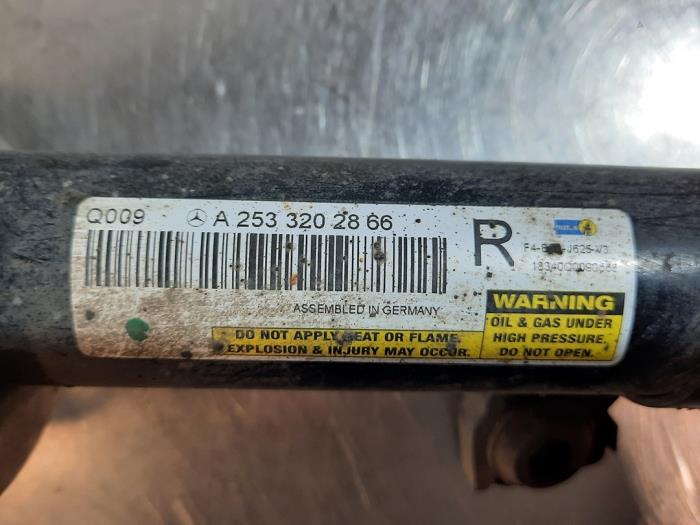 Q009 A 253 320 28 66
R
ASSEMBLED IN GERMANY
DO NOT APPLY HEAT OR FLAME.
EXPLOSION & INJURY MAY OCCUR.
WARNING
OIL & GAS UNDER
HIGH PRESSURE.
DO NOT OPEN.